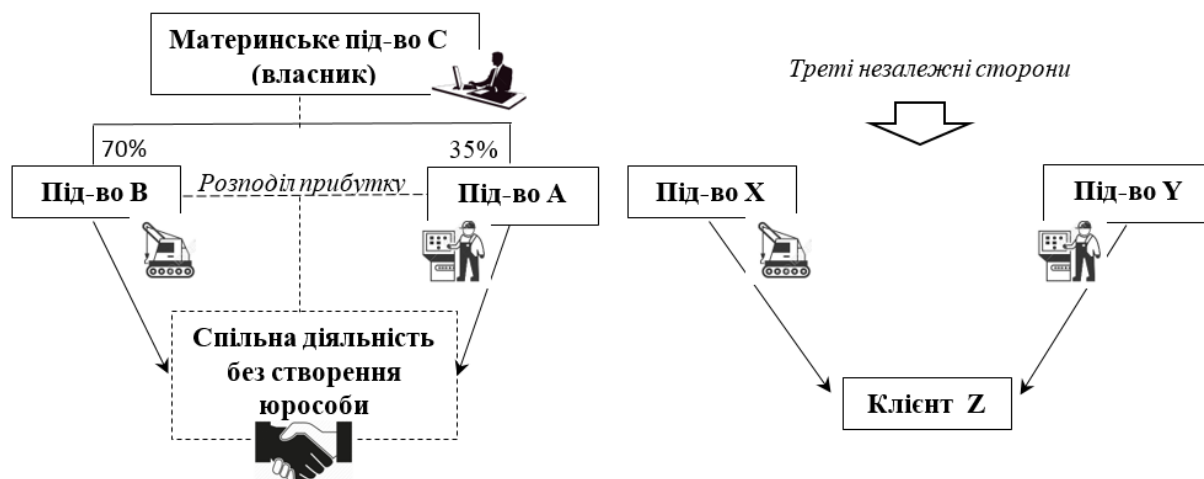 Материнське під-во С
(власник)
Треті незалежні сторони
70%
35%
Під-во В
Розподіл прибутку
Під-во А
Під-во X
Під-во Y
Спільна діяльність
без створення
юрособи
Клієнт Z